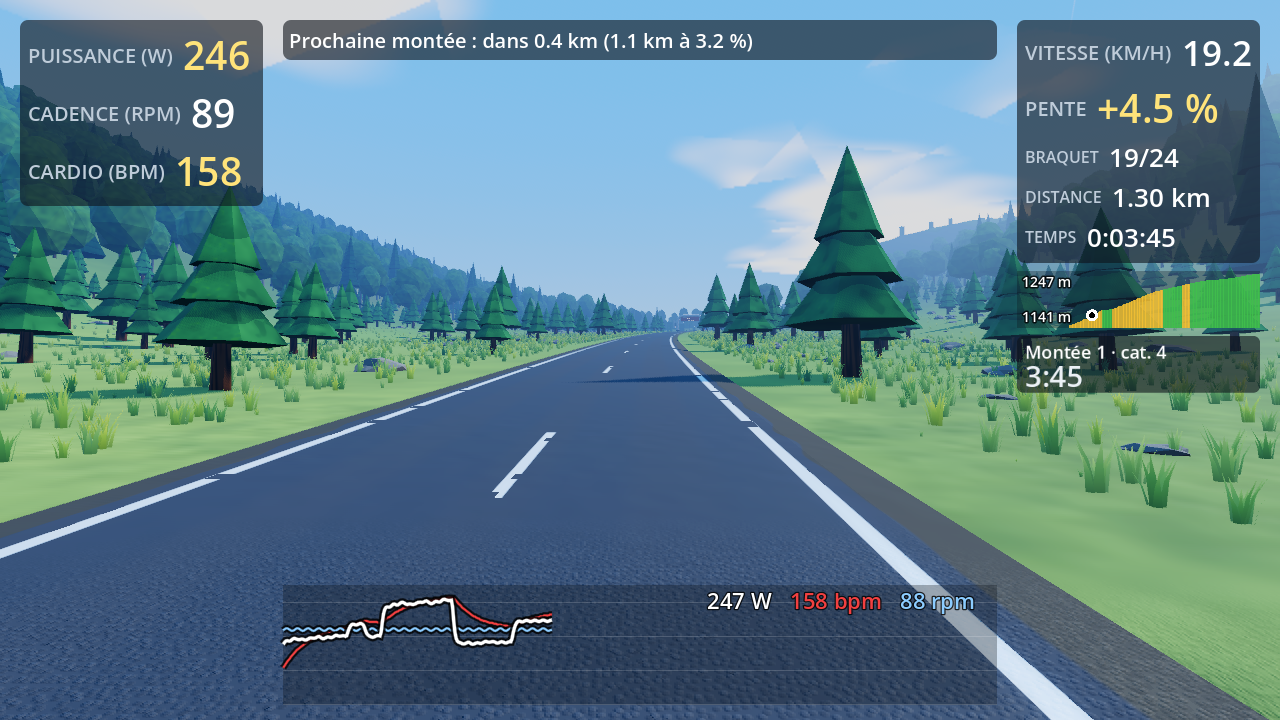 PUISSANCE (W) 246
CADENCE (RPM) 89
CARDIO (BPM) 158
Prochaine montée : dans 0.4 km (1.1 km à 3.2 %)
VITESSE (KM/H) 19.2
PENTE +4.5 %
BRAQUET 19/24
DISTANCE 1.30 km
TEMPS 0:03:45
1247 m
1141 m
Montée 1 · cat. 4
3:45
247 W 158 bpm 88 rpm